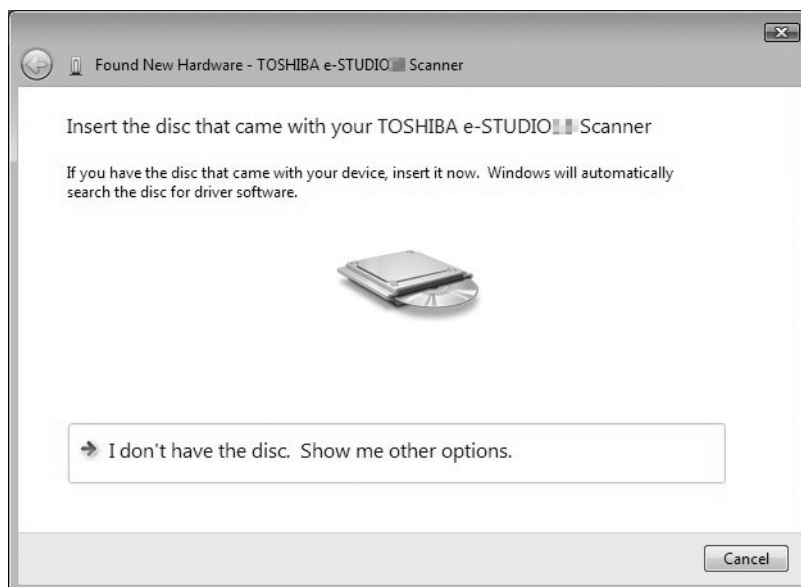 Found New Hardware - TOSHIBA e-STUDIO Scanner
Insert the disc that came with your TOSHIBA e-STUDIO Scanner
If you have the disc that came with your device, insert it now. Windows will automatically
search the disc for driver software.
I don't have the disc. Show me other options.
Cancel